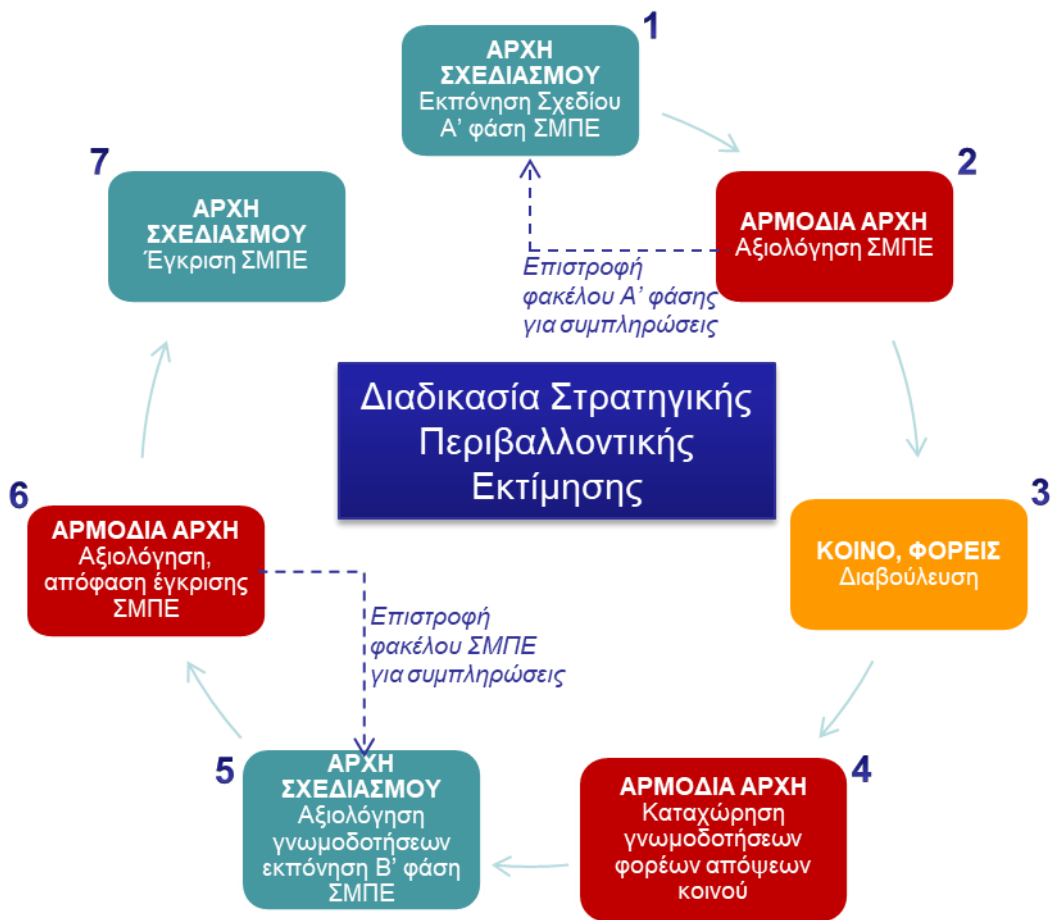 1
ΑΡΧΗ
ΣΧΕΔΙΑΣΜΟΥ
Εκπόνηση Σχεδίου
Α’ φάση ΣΜΠΕ
2
ΑΡΜΟΔΙΑ ΑΡΧΗ
Αξιολόγηση ΣΜΠΕ
Επιστροφή
φακέλου Α’ φάσης
για συμπληρώσεις
Διαδικασία Στρατηγικής
Περιβαλλοντικής
Εκτίμησης
3
ΚΟΙΝΟ, ΦΟΡΕΙΣ
Διαβούλευση
4
ΑΡΜΟΔΙΑ ΑΡΧΗ
Καταχώρηση
γνωμοδοτήσεων
φορέων απόψεων
κοινού
5
ΑΡΧΗ
ΣΧΕΔΙΑΣΜΟΥ
Αξιολόγηση
γνωμοδοτήσεων
εκπόνηση Β’ φάση
ΣΜΠΕ
6
ΑΡΜΟΔΙΑ ΑΡΧΗ
Αξιολόγηση,
απόφαση έγκρισης
ΣΜΠΕ
Επιστροφή
φακέλου ΣΜΠΕ
για συμπληρώσεις
7
ΑΡΧΗ
ΣΧΕΔΙΑΣΜΟΥ
Έγκριση ΣΜΠΕ